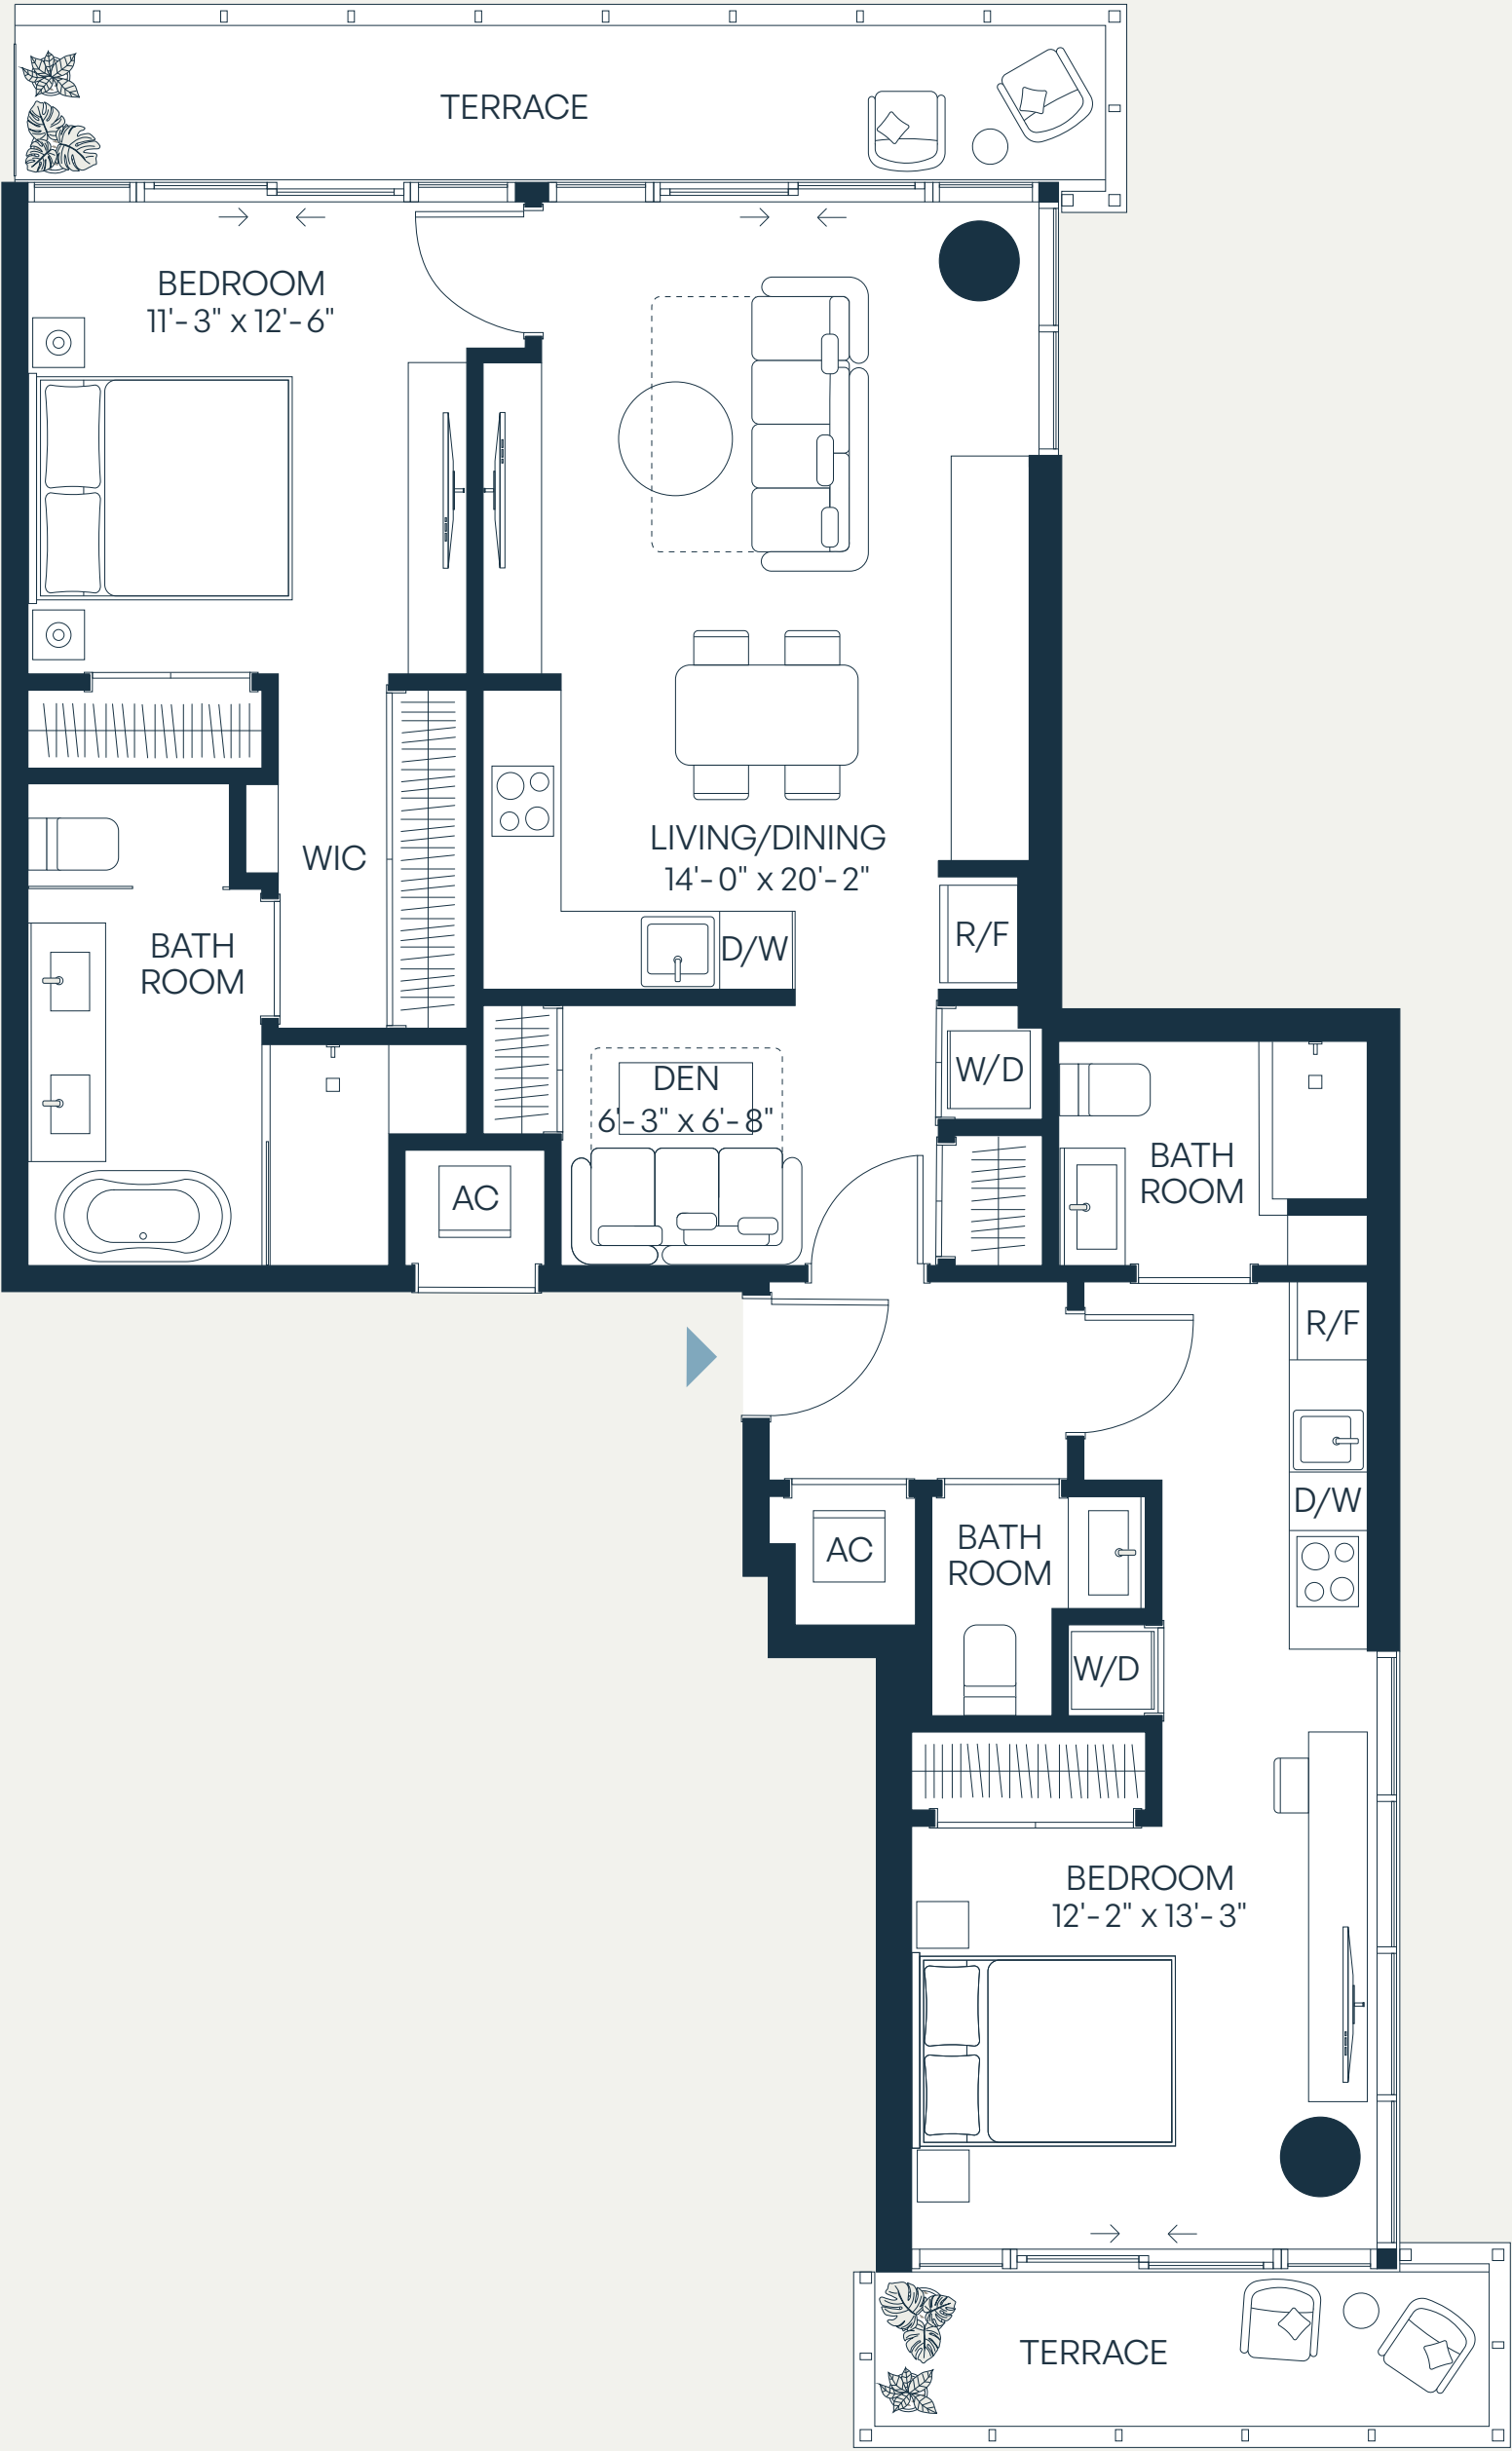 TERRACE
BEDROOM
11'-3" x 12'-6"
WIC
LIVING/DINING
14'-0" x 20'-2"
BATH
ROOM
D/W
R/F
DEN
6'-3" x 6'-8"
W/D
BATH
ROOM
AC
R/F
D/W
AC
BATH
ROOM
W/D
BEDROOM
12'-2" x 13'-3"
TERRACE